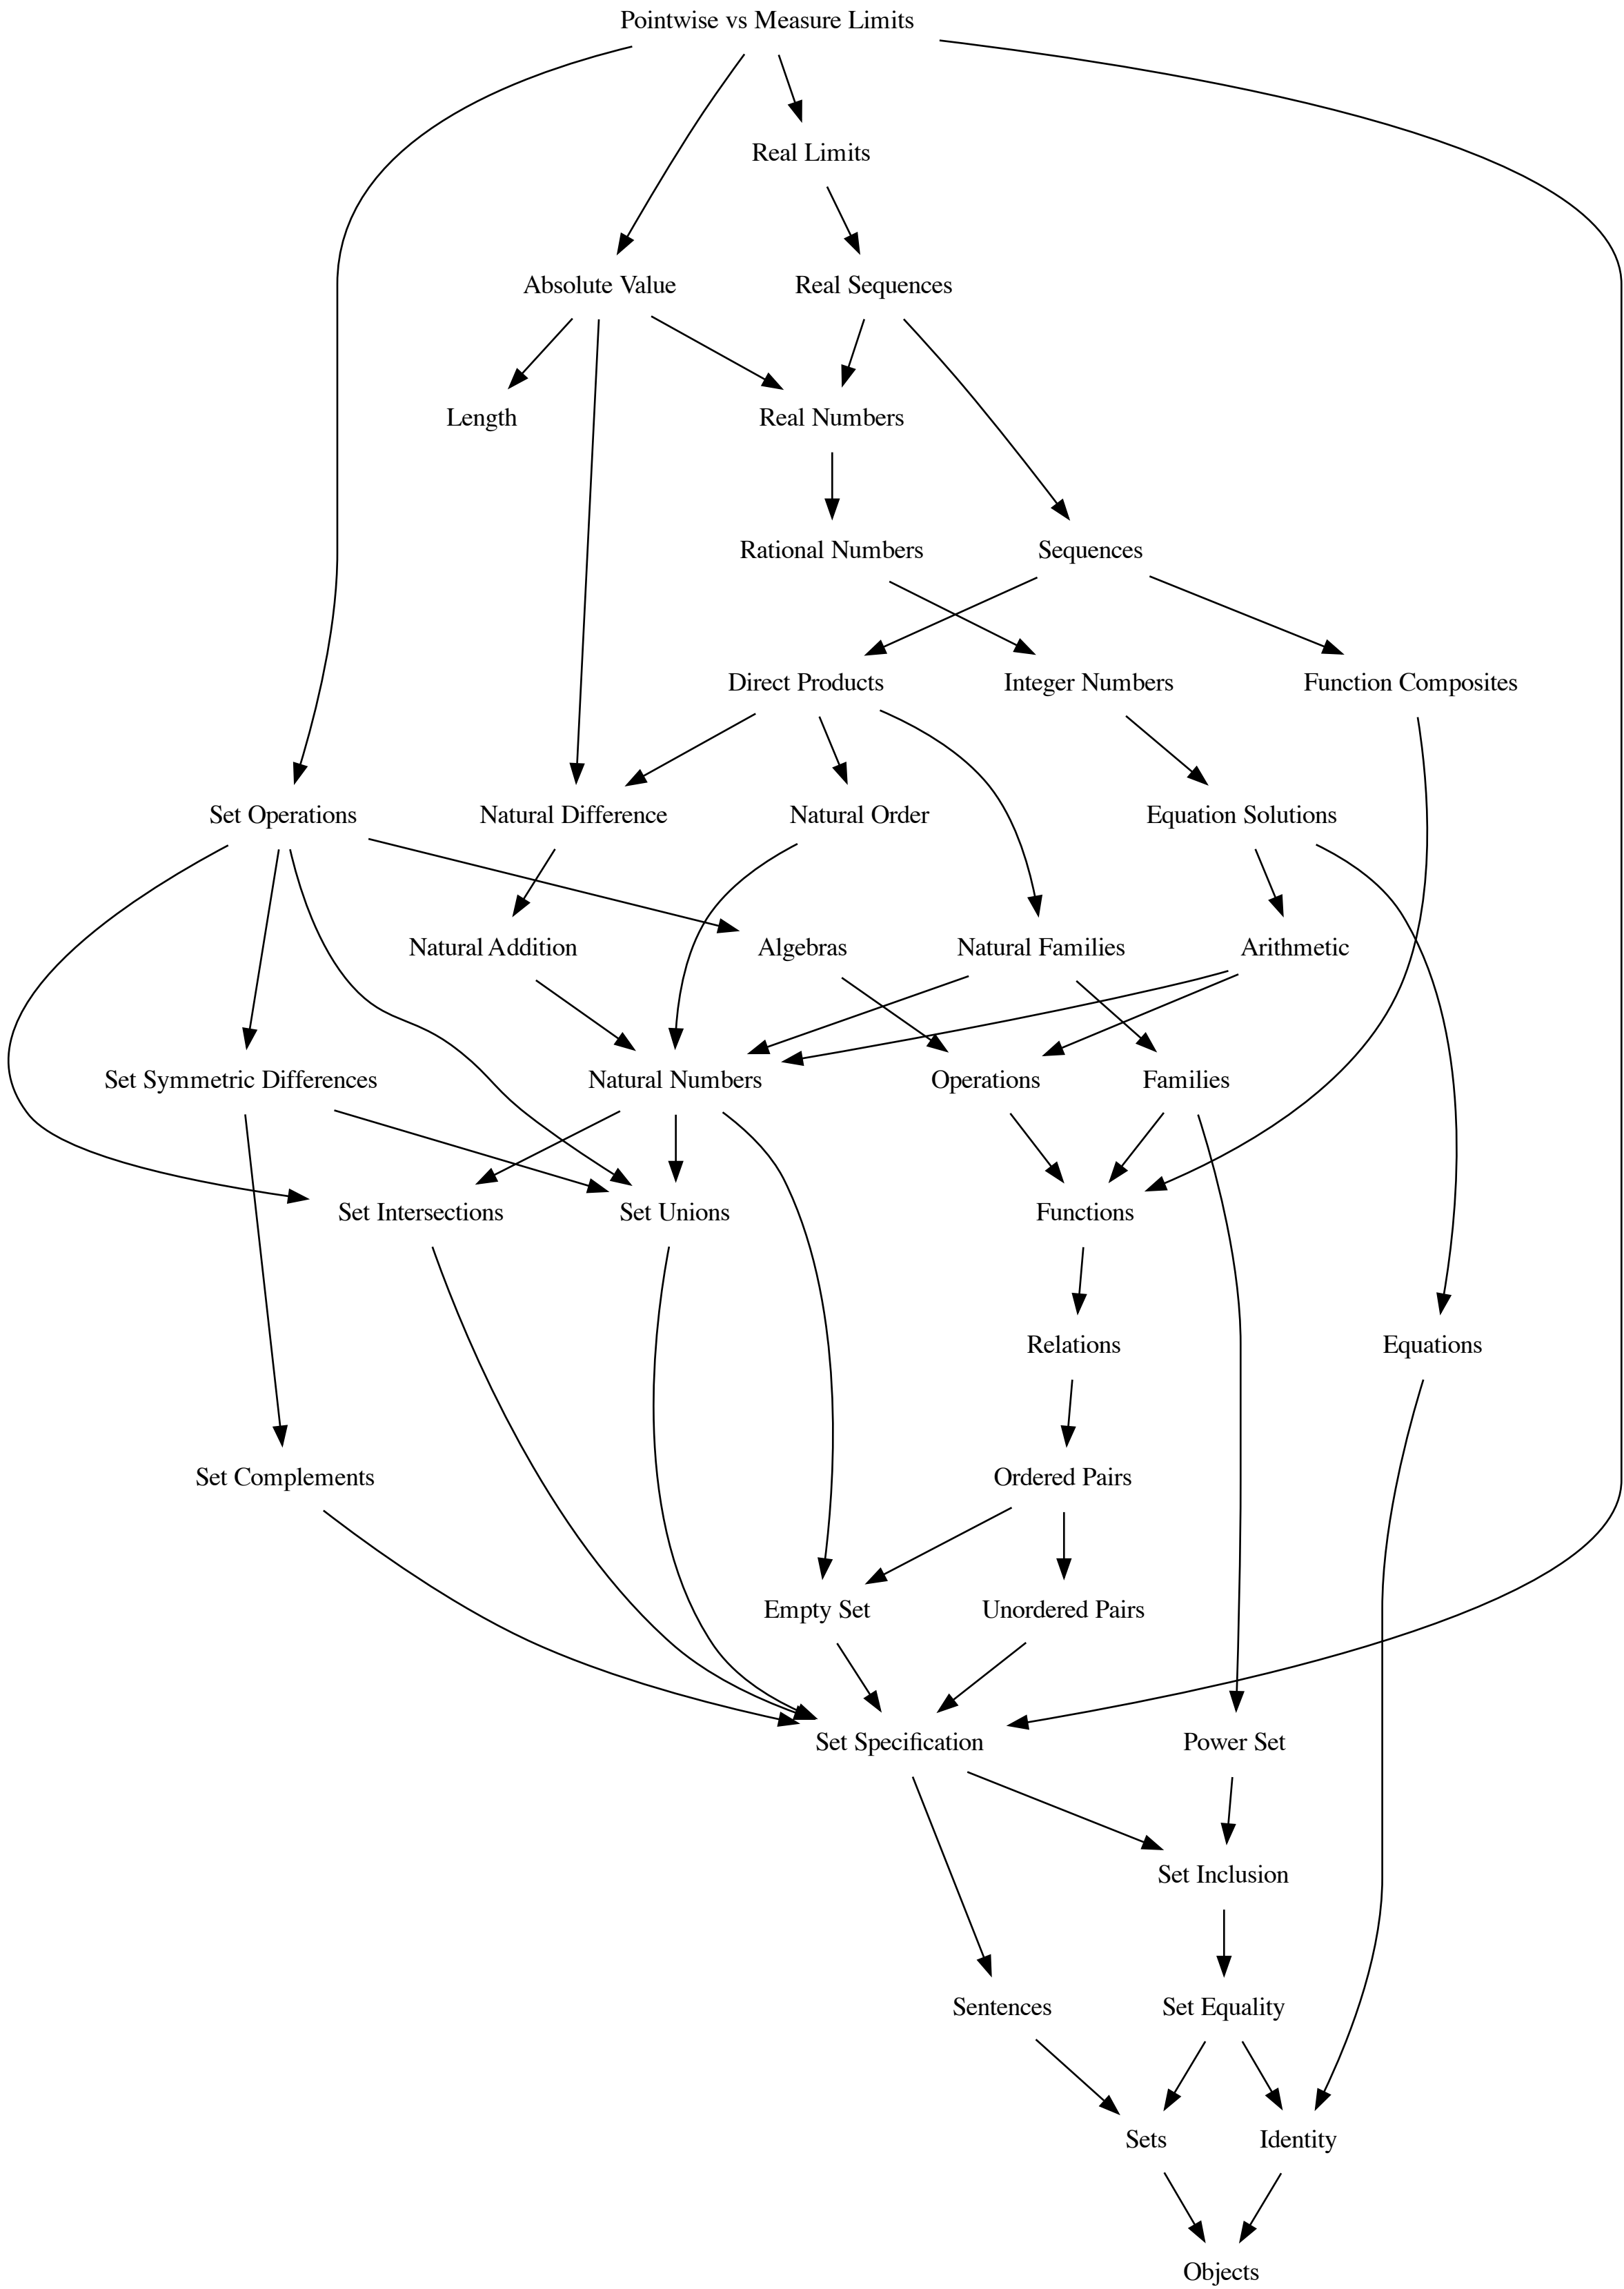 Pointwise vs Measure Limits
Real Limits
Absolute Value
Real Sequences
Length
Real Numbers
Rational Numbers
Sequences
Direct Products
Integer Numbers
Function Composites
Set Operations
Natural Difference
Natural Order
Equation Solutions
Natural Addition
Algebras
Natural Families
Arithmetic
Set Symmetric Differences
Natural Numbers
Operations
Families
Set Intersections
Set Unions
Functions
Relations
Equations
Set Complements
Ordered Pairs
Empty Set
Unordered Pairs
Set Specification
Power Set
Set Inclusion
Sentences
Set Equality
Sets
Identity
Objects